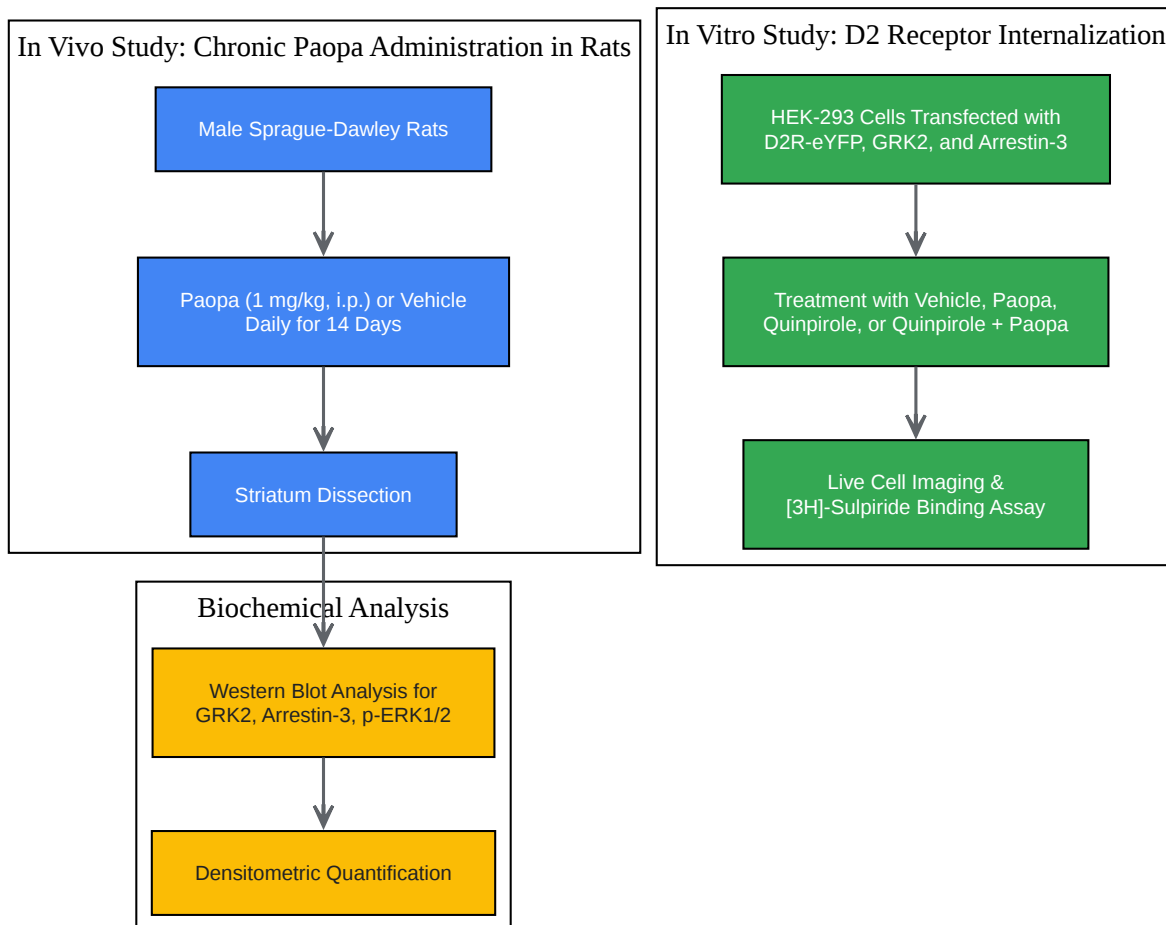 In Vivo Study: Chronic Paopa Administration in Rats
Male Sprague-Dawley Rats
Paopa (1 mg/kg, i.p.) or Vehicle
Daily for 14 Days
Striatum Dissection
Biochemical Analysis
Western Blot Analysis for
GRK2, Arrestin-3, p-ERK1/2
Densitometric Quantification
In Vitro Study: D2 Receptor Internalization
HEK-293 Cells Transfected with
D2R-eYFP, GRK2, and Arrestin-3
Treatment with Vehicle, Paopa,
Quinpirole, or Quinpirole + Paopa
Live Cell Imaging &
[3H]-Sulpiride Binding Assay